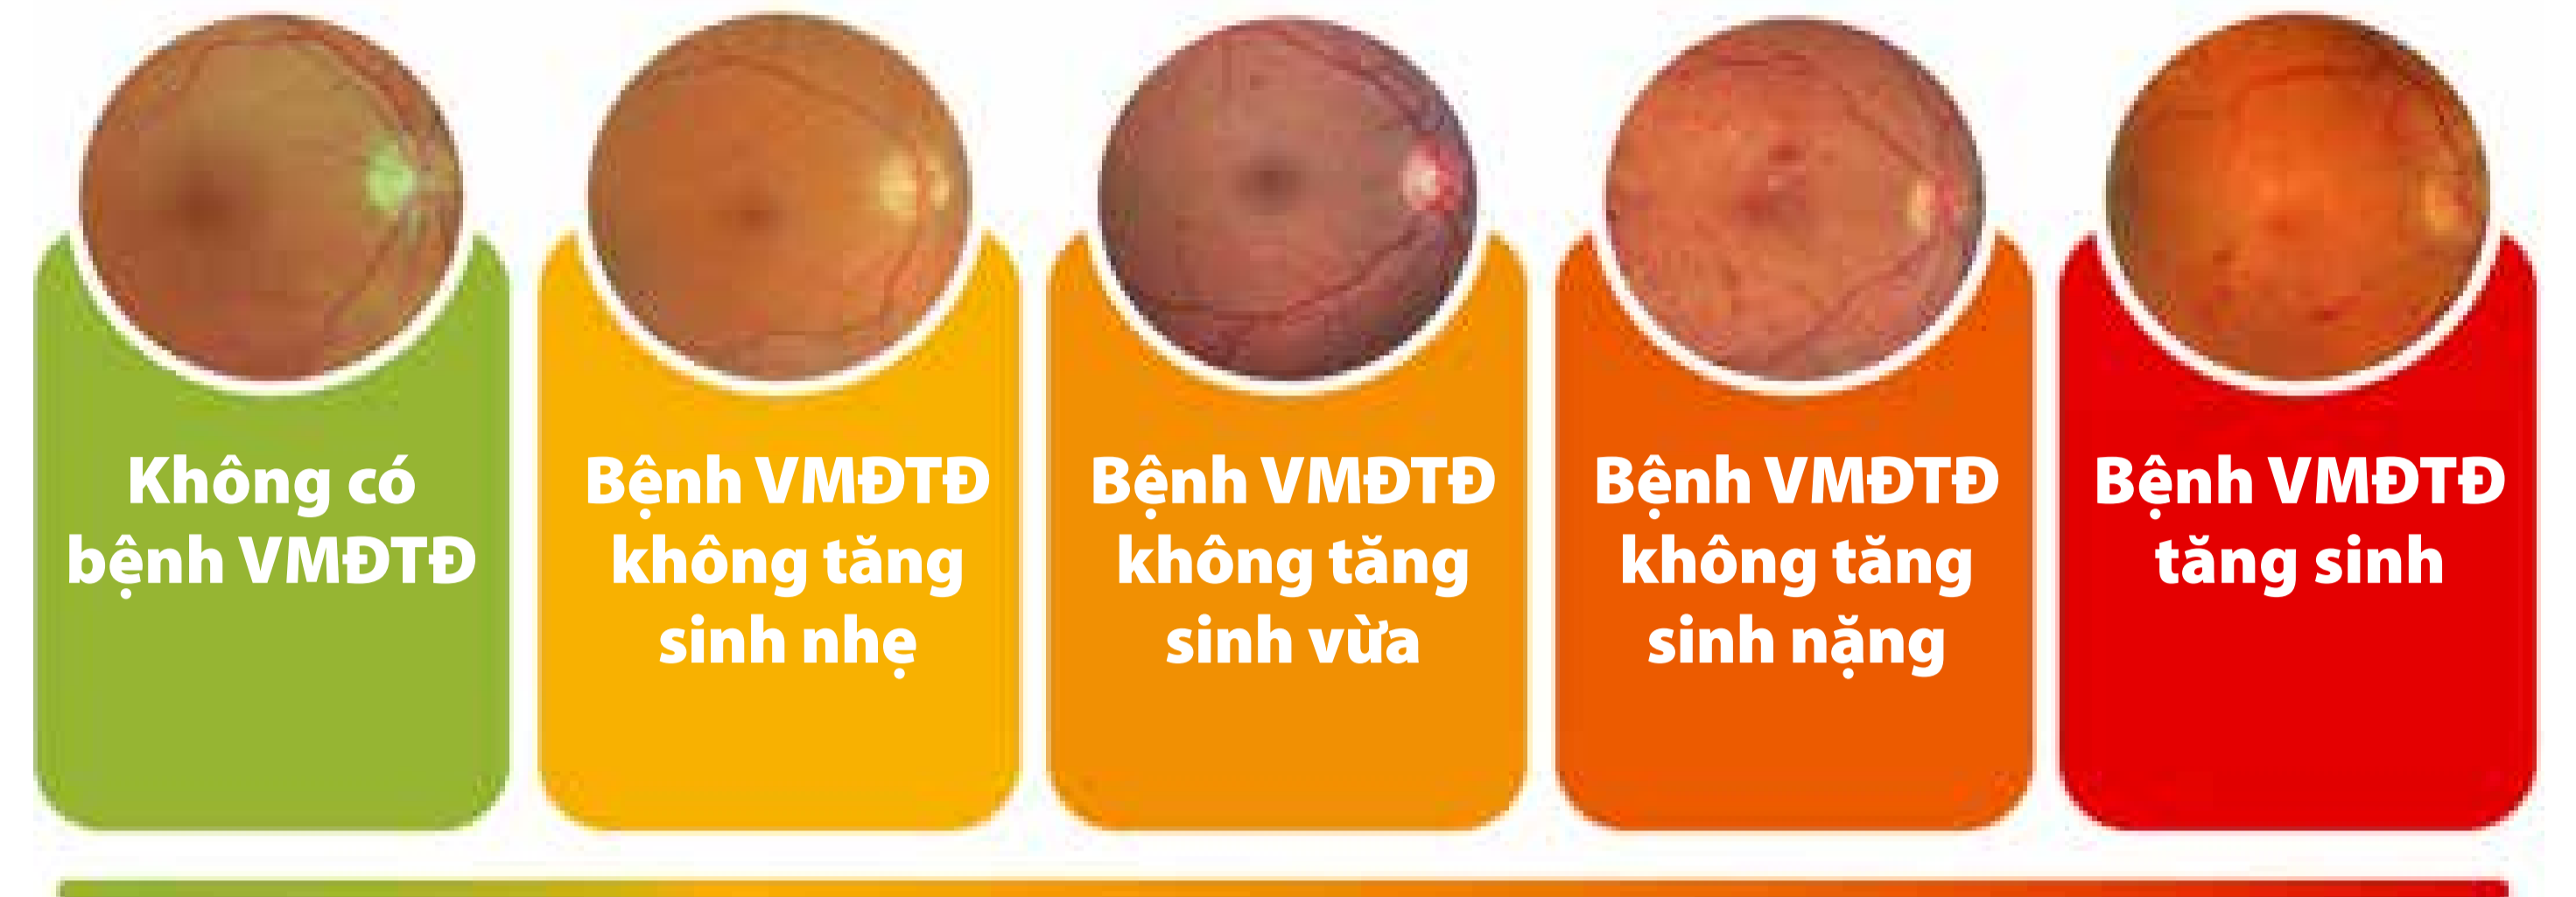 Không có
bệnh VMĐTĐ
Bệnh VMĐTĐ
không tăng
sinh nhẹ
Bệnh VMĐTĐ
không tăng
sinh vừa
Bệnh VMĐTĐ
không tăng
sinh nặng
Bệnh VMĐTĐ
tăng sinh